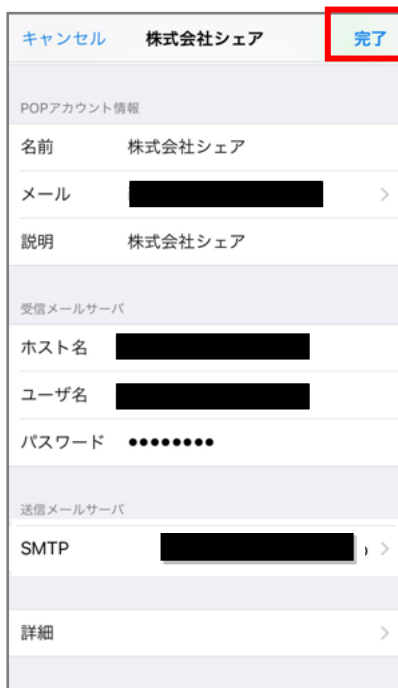 キャンセル 株式会社シェア 完了
POPアカウント情報
名前 株式会社シェア
メール
説明 株式会社シェア
受信メールサーバ
ホスト名
ユーザ名
パスワード ●●●●●●●●
送信メールサーバ
SMTP
詳細